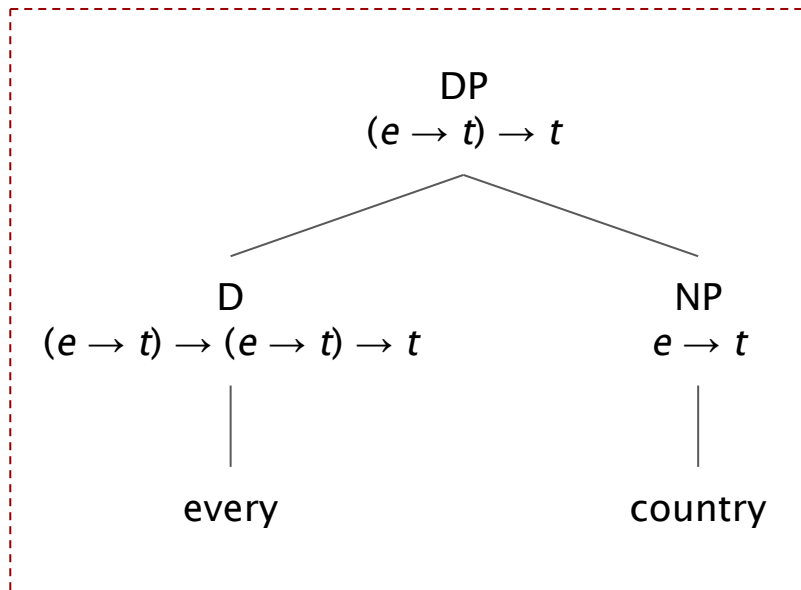 DP
(e → t) → t
D
(e → t) → (e → t) → t
NP
e → t
every
country